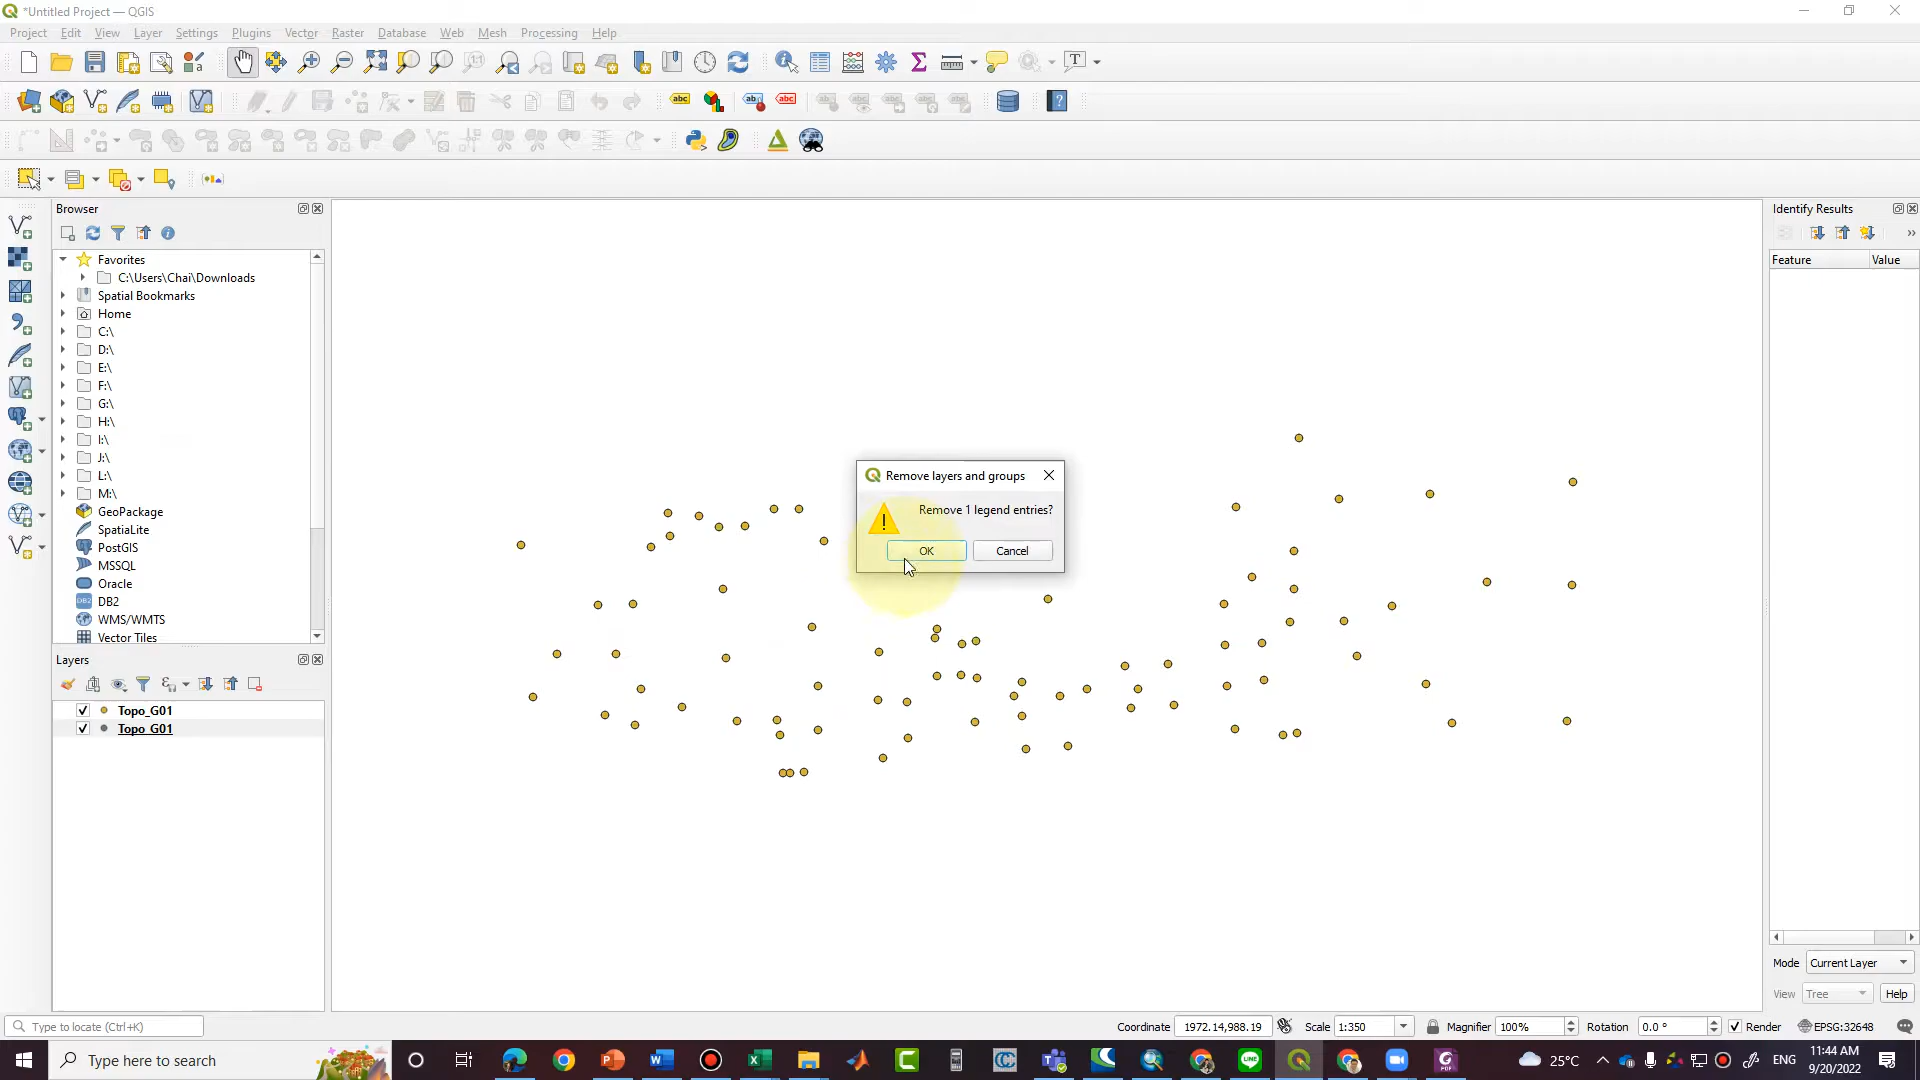 *Untitled Project — QGIS
Project Edit View Layer Settings Plugins Vector Raster Database Web Mesh Processing Help
Browser
Favorites
C:\Users\Chai\Downloads
Spatial Bookmarks
Home
C:\
D:\
E:\
F:\
G:\
H:\
I:\
J:\
L:\
M:\
GeoPackage
SpatiaLite
PostGIS
MSSQL
Oracle
DB2
WMS/WMTS
Vector Tiles
Layers
Topo_G01
Topo_G01
Remove layers and groups
Remove 1 legend entries?
OK Cancel
Identify Results
Feature Value
Mode Current Layer
View Tree Help
Type to locate (Ctrl+K)
Coordinate 1972.14,988.19 Scale 1:350 Magnifier 100% Rotation 0.0 ° Render EPSG:32648
Type here to search
25°C ENG
11:44 AM
9/20/2022